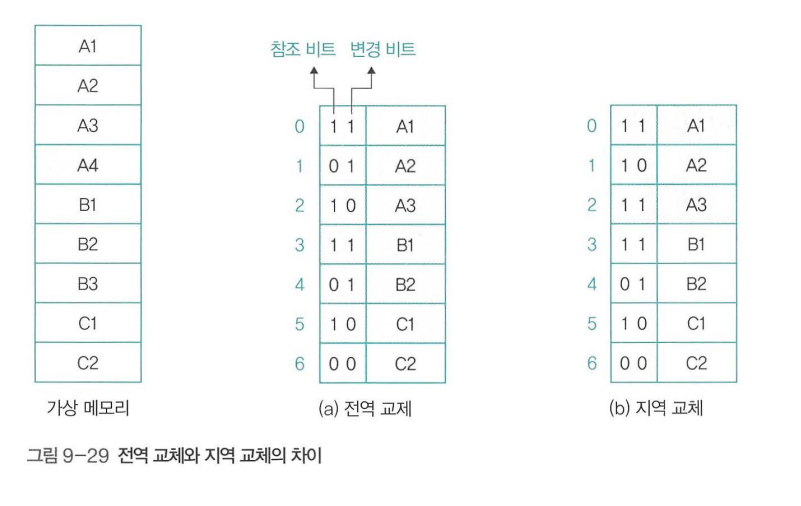 A1
A2
A3
A4
B1
B2
B3
C1
C2
가상 메모리
참조 비트 변경 비트
0 1 1 A1
1 0 1 A2
2 1 0 A3
3 1 1 B1
4 0 1 B2
5 1 0 C1
6 0 0 C2
(a) 전역 교제
0 1 1 A1
1 1 0 A2
2 1 1 A3
3 1 1 B1
4 0 1 B2
5 1 0 C1
6 0 0 C2
(b) 지역 교체
그림 9-29 전역 교체와 지역 교체의 차이